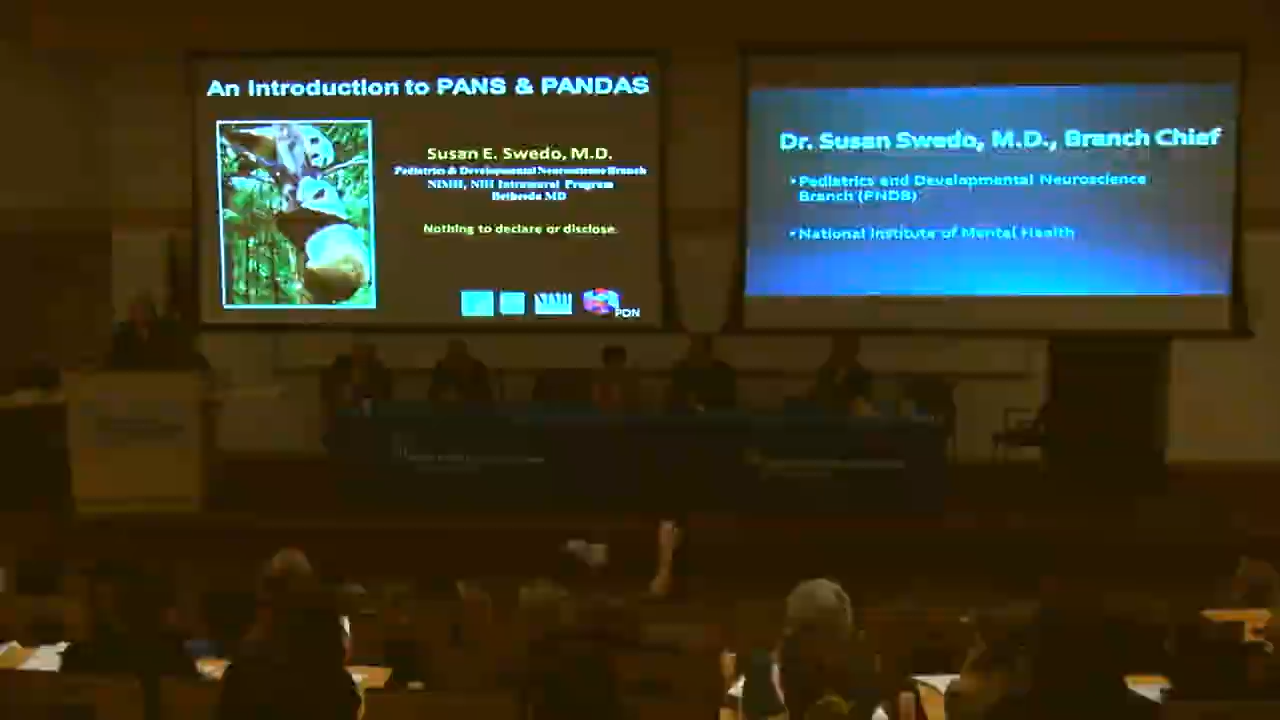 An Introduction to PANS & PANDAS
Susan E. Swedo, M.D.
Pediatrics & Developmental Neuroscience Branch
NIMH, NIH Intramural Program
Bethesda MD
Nothing to declare or disclose.
NIMH
PDN
Dr. Susan Swedo, M.D., Branch Chief
• Pediatrics and Developmental Neuroscience
Branch (PNDB)
• National Institute of Mental Health